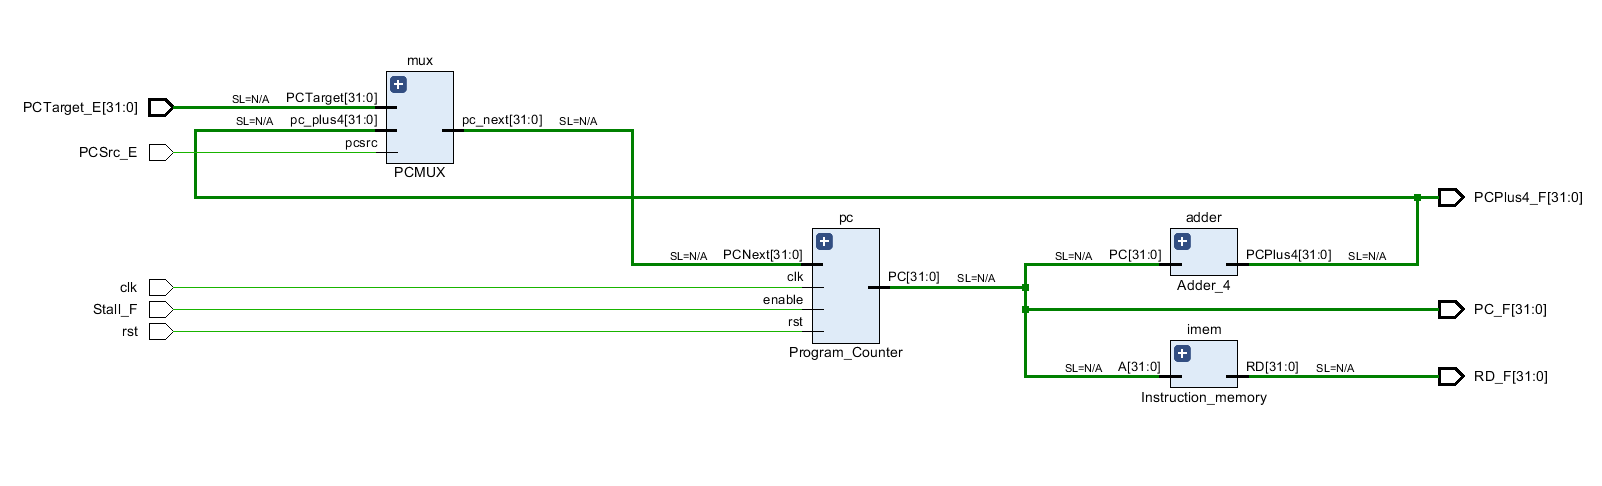 mux
PCTarget_E[31:0]
SL=N/A
PCTarget[31:0]
SL=N/A
pc_plus4[31:0]
pc_next[31:0]
SL=N/A
PCSrc_E
pcsrc
PCMUX
PCPlus4_F[31:0]
pc
adder
SL=N/A
PCNext[31:0]
SL=N/A
PC[31:0]
PCPlus4[31:0]
SL=N/A
clk
clk
PC[31:0]
SL=N/A
Adder_4
Stall_F
enable
PC_F[31:0]
rst
rst
imem
Program_Counter
SL=N/A
A[31:0]
RD[31:0]
SL=N/A
RD_F[31:0]
Instruction_memory